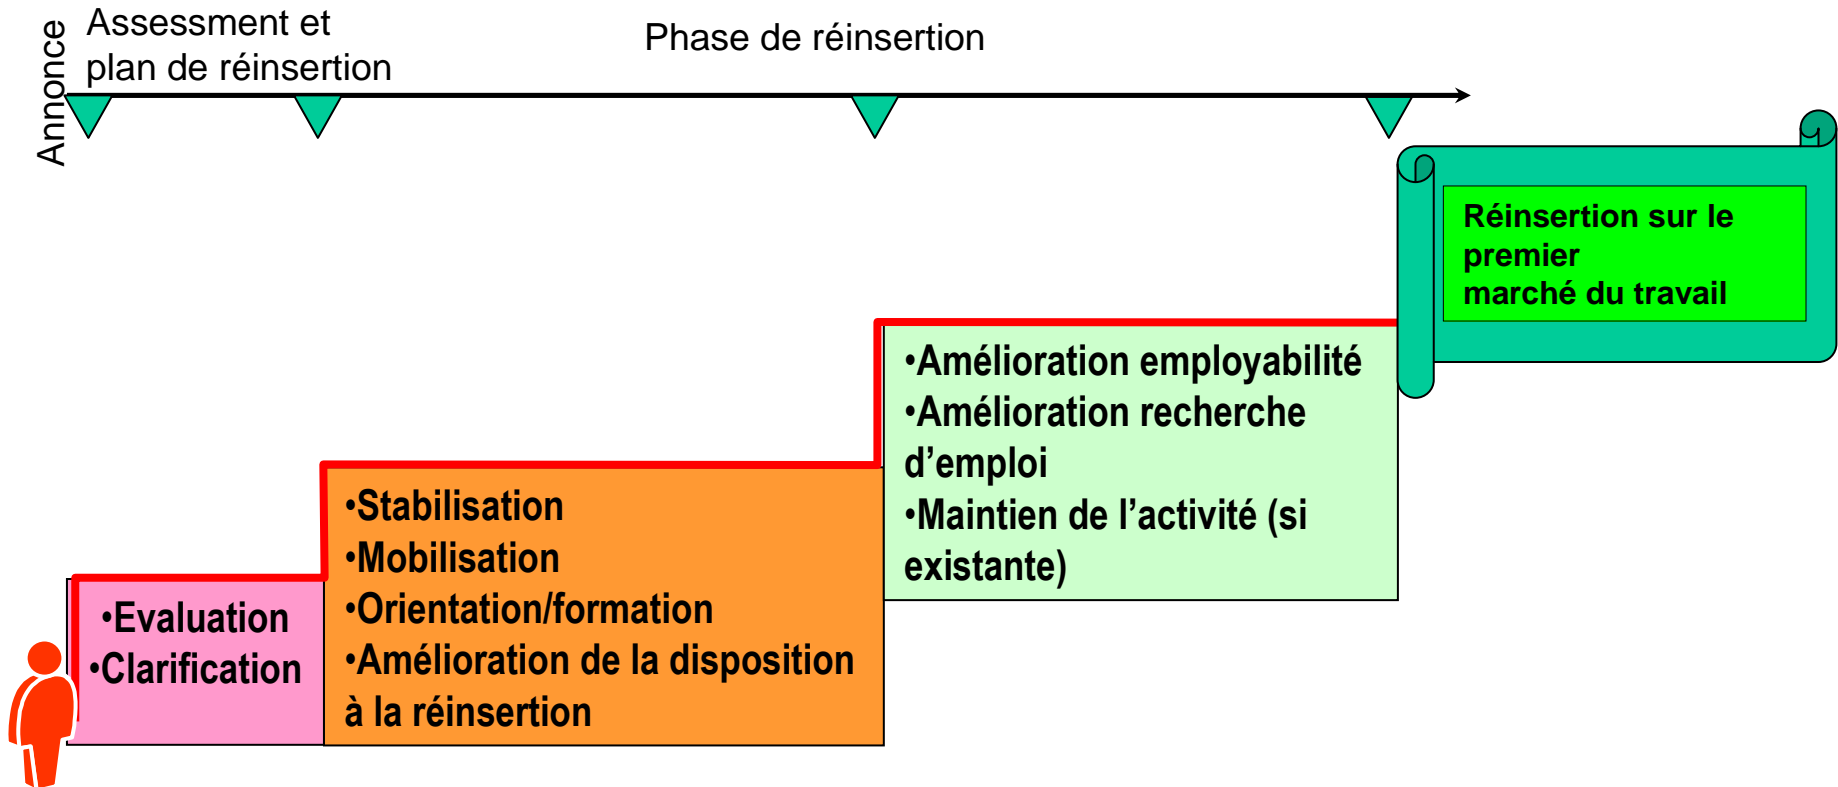 Annonce
Assessment et
plan de réinsertion
Phase de réinsertion
Réinsertion sur le
premier
marché du travail
•Amélioration employabilité
•Amélioration recherche
d’emploi
•Maintien de l’activité (si
existante)
•Stabilisation
•Mobilisation
•Orientation/formation
•Amélioration de la disposition
à la réinsertion
•Evaluation
•Clarification